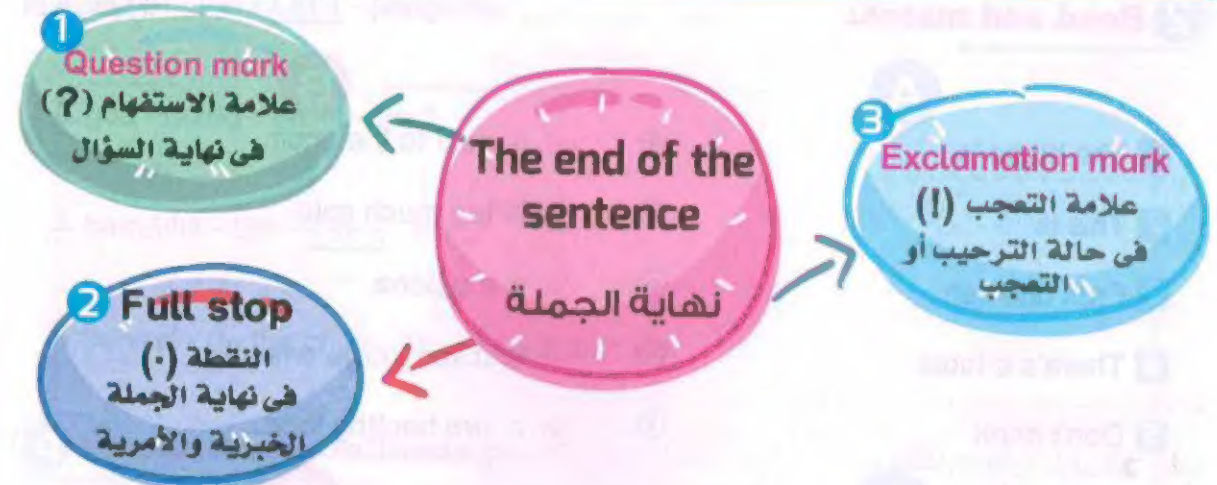 1
Question mark
علامة الاستفهام (?)
فى نهاية السؤال
The end of the
sentence
نهاية الجملة
3
Exclamation mark
علامة التعجب (!)
فى حالة الترحيب أو
التعجب
2 Full stop
النقطة (.)
فى نهاية الجملة
الخبرية والأمرية